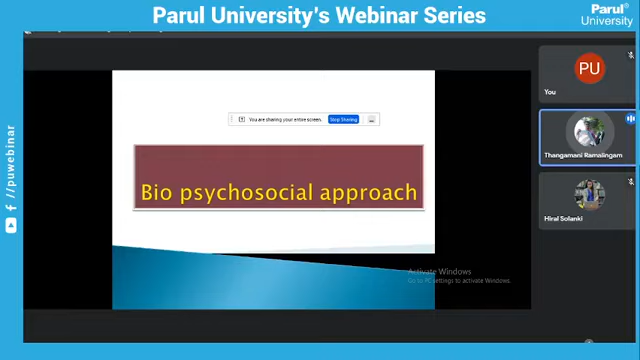 Parul University's Webinar Series
Parul®
University
//puwebinar
You are sharing your entire screen.
Stop Sharing
Bio psychosocial approach
PU
You
Thangamani Ramalingam
Hiral Solanki
Activate Windows
Go to PC settings to activate Windows.